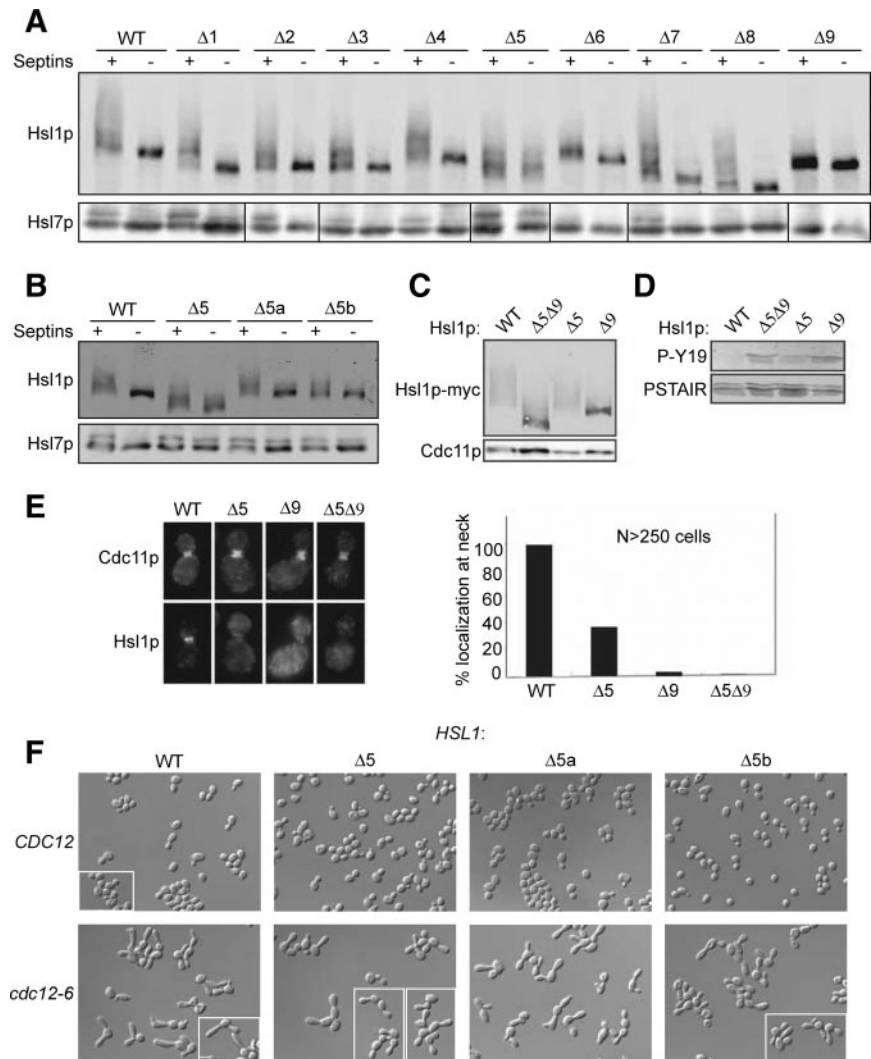 A
WT Δ1 Δ2 Δ3 Δ4 Δ5 Δ6 Δ7 Δ8 Δ9
Septins + - + - + - + - + - + - + - + - + - + -
Hsl1p
Hsl7p
B
WT Δ5 Δ5a Δ5b
Septins + - + - + - + -
Hsl1p
Hsl7p
C
Hsl1p: WT Δ5Δ9 Δ5 Δ9
Hsl1p-myc
Cdc11p
D
Hsl1p: WT Δ5Δ9 Δ5 Δ9
P-Y19
PSTAIR
E
WT Δ5 Δ9 Δ5Δ9
Cdc11p
Hsl1p
% localization at neck
N>250 cells
100
80
60
40
20
0
WT Δ5 Δ9 Δ5Δ9
F
HSL1:
WT Δ5 Δ5a Δ5b
CDC12
cdc12-6